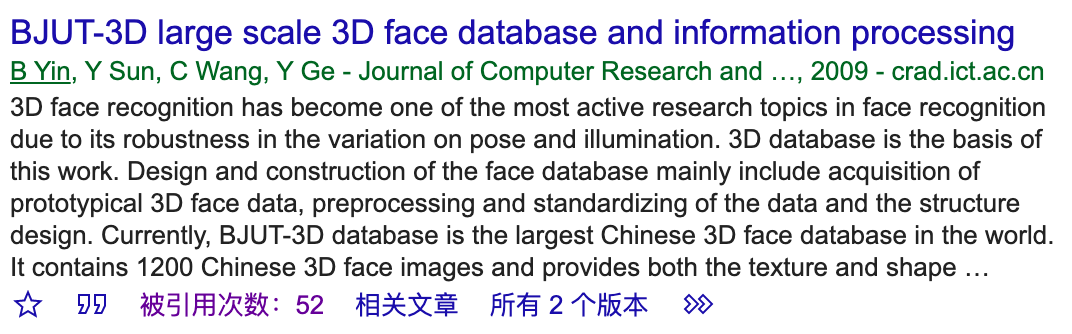 BJUT-3D large scale 3D face database and information processing
B Yin, Y Sun, C Wang, Y Ge - Journal of Computer Research and …, 2009 - crad.ict.ac.cn
3D face recognition has become one of the most active research topics in face recognition
due to its robustness in the variation on pose and illumination. 3D database is the basis of
this work. Design and construction of the face database mainly include acquisition of
prototypical 3D face data, preprocessing and standardizing of the data and the structure
design. Currently, BJUT-3D database is the largest Chinese 3D face database in the world.
It contains 1200 Chinese 3D face images and provides both the texture and shape …
被引用次数：52 相关文章 所有 2 个版本